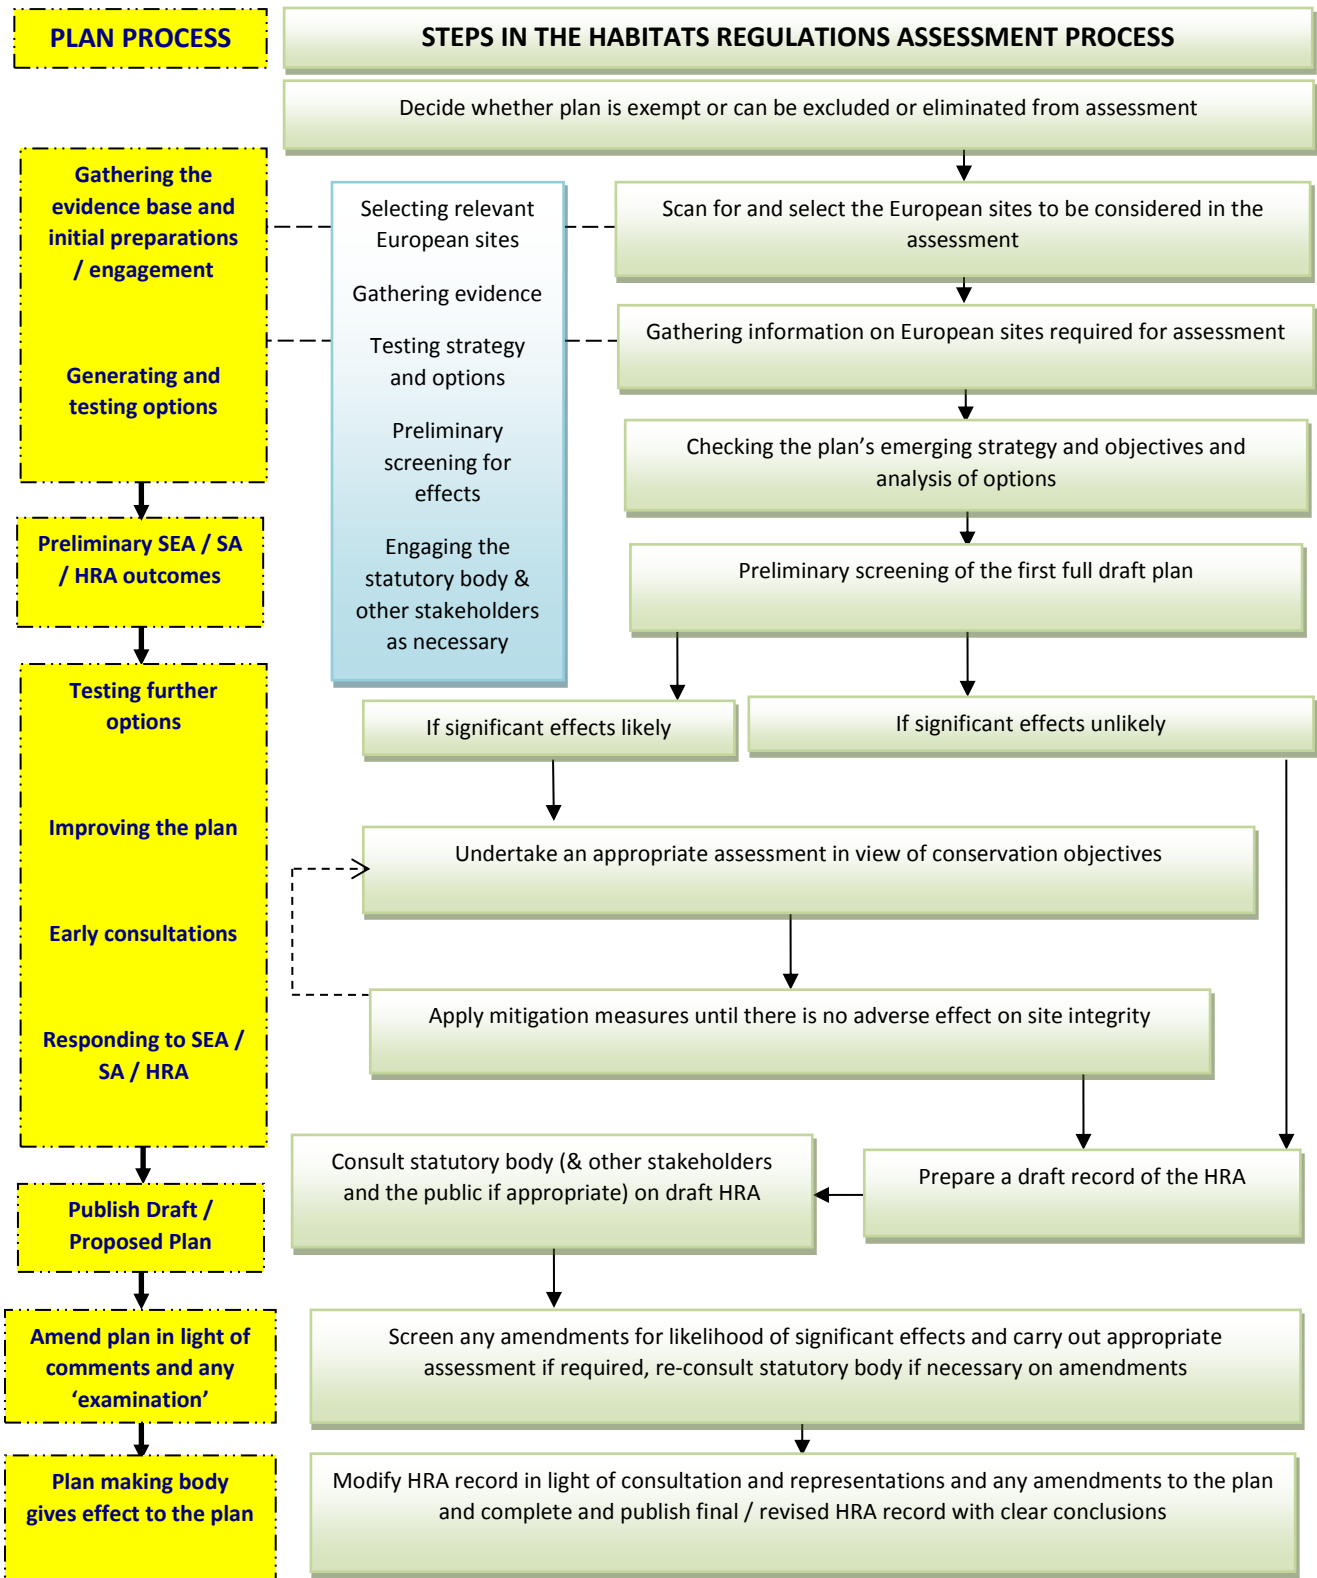 PLAN PROCESS
STEPS IN THE HABITATS REGULATIONS ASSESSMENT PROCESS
Decide whether plan is exempt or can be excluded or eliminated from assessment
Gathering the
evidence base and
initial preparations
/ engagement
Generating and
testing options
Selecting relevant
European sites
Gathering evidence
Testing strategy
and options
Preliminary
screening for
effects
Engaging the
statutory body &
other stakeholders
as necessary
Scan for and select the European sites to be considered in the
assessment
Gathering information on European sites required for assessment
Checking the plan’s emerging strategy and objectives and
analysis of options
Preliminary SEA / SA
/ HRA outcomes
Preliminary screening of the first full draft plan
Testing further
options
Improving the plan
Early consultations
Responding to SEA /
SA / HRA
If significant effects likely
If significant effects unlikely
Undertake an appropriate assessment in view of conservation objectives
Apply mitigation measures until there is no adverse effect on site integrity
Consult statutory body (& other stakeholders
and the public if appropriate) on draft HRA
Prepare a draft record of the HRA
Publish Draft /
Proposed Plan
Amend plan in light of
comments and any
‘examination’
Screen any amendments for likelihood of significant effects and carry out appropriate
assessment if required, re-consult statutory body if necessary on amendments
Plan making body
gives effect to the plan
Modify HRA record in light of consultation and representations and any amendments to the plan
and complete and publish final / revised HRA record with clear conclusions